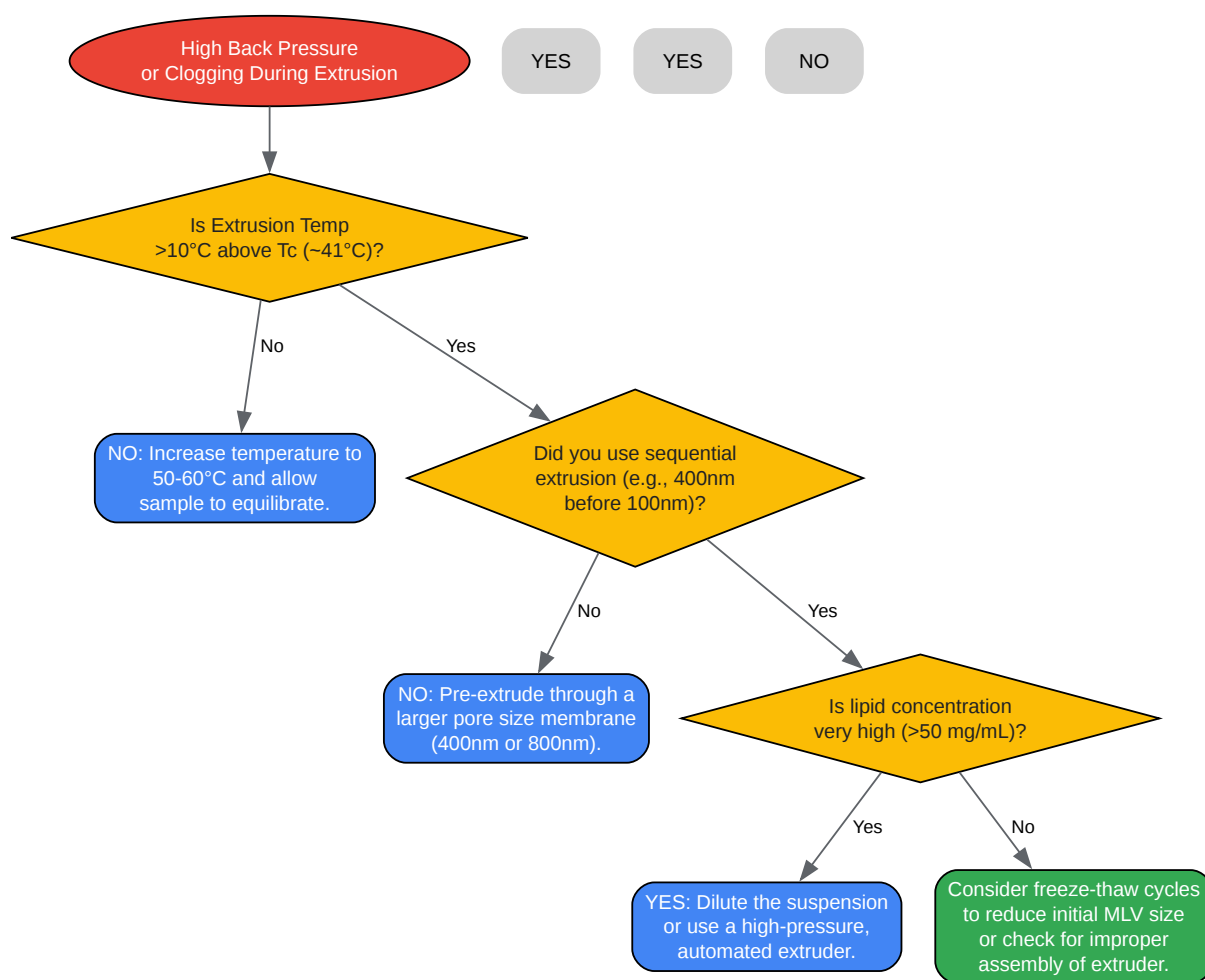 High Back Pressure
or Clogging During Extrusion
YES
YES
NO
Is Extrusion Temp
>10°C above Tc (~41°C)?
No
Yes
NO: Increase temperature to
50-60°C and allow
sample to equilibrate.
Did you use sequential
extrusion (e.g., 400nm
before 100nm)?
No
Yes
NO: Pre-extrude through a
larger pore size membrane
(400nm or 800nm).
Is lipid concentration
very high (>50 mg/mL)?
Yes
No
YES: Dilute the suspension
or use a high-pressure,
automated extruder.
Consider freeze-thaw cycles
to reduce initial MLV size
or check for improper
assembly of extruder.